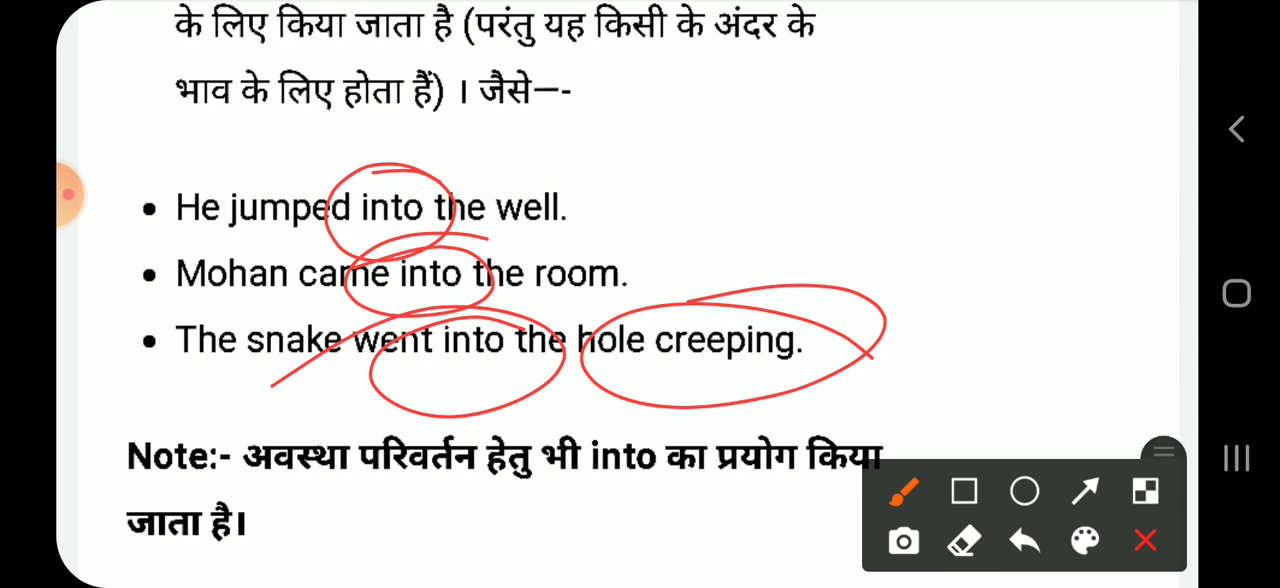 के लिए किया जाता है (परंतु यह किसी के अंदर के
भाव के लिए होता हैं) । जैसे—-
• He jumped into the well.
• Mohan came into the room.
• The snake went into the hole creeping.
Note:- अवस्था परिवर्तन हेतु भी into का प्रयोग किया
जाता है।